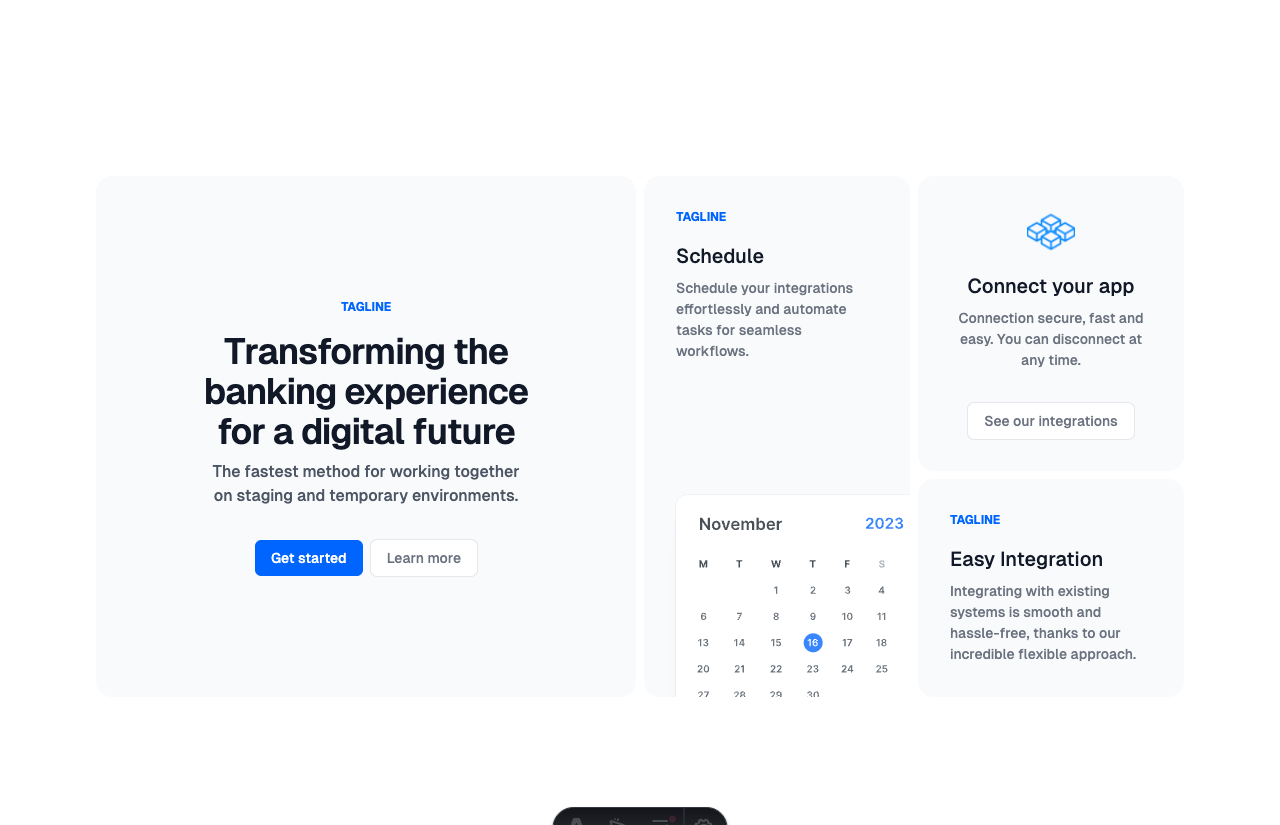 TAGLINE
Transforming the
banking experience
for a digital future
The fastest method for working together
on staging and temporary environments.
Get started
Learn more
TAGLINE
Schedule
Schedule your integrations
effortlessly and automate
tasks for seamless
workflows.
November 2023
M T W T F S
1 2 3 4
6 7 8 9 10 11
13 14 15 16 17 18
20 21 22 23 24 25
27 28 29 30
Connect your app
Connection secure, fast and
easy. You can disconnect at
any time.
See our integrations
TAGLINE
Easy Integration
Integrating with existing
systems is smooth and
hassle-free, thanks to our
incredible flexible approach.